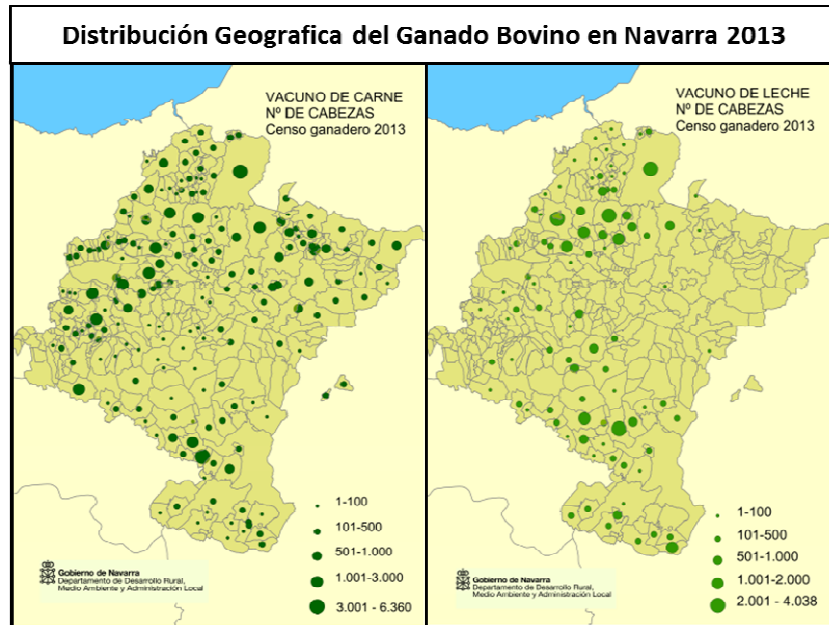 Distribución Geografica del Ganado Bovino en Navarra 2013
VACUNO DE CARNE
Nº DE CABEZAS
Censo ganadero 2013
1-100
101-500
501-1.000
1.001-3.000
3.001 - 6.360
Gobierno de Navarra
Departamento de Desarrollo Rural,
Medio Ambiente y Administración Local
VACUNO DE LECHE
Nº DE CABEZAS
Censo ganadero 2013
1-100
101-500
501-1.000
1.001-2.000
2.001 - 4.038
Gobierno de Navarra
Departamento de Desarrollo Rural,
Medio Ambiente y Administración Local